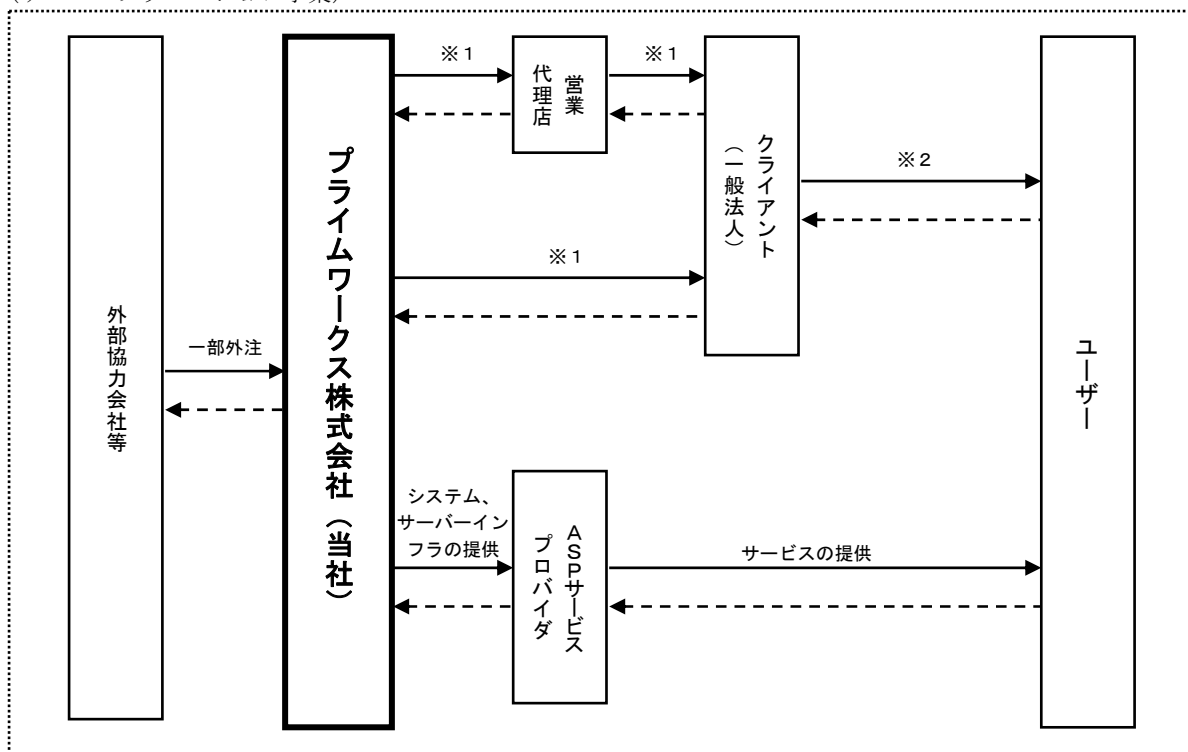 ※1
※1
営業
代理店
クライアント
（一般法人）
※2
※1
プライムワークス株式会社（当社）
外部協力会社等
一部外注
ユーザー
システム、
サーバーイン
フラの提供
ASPサービス
プロバイダ
サービスの提供